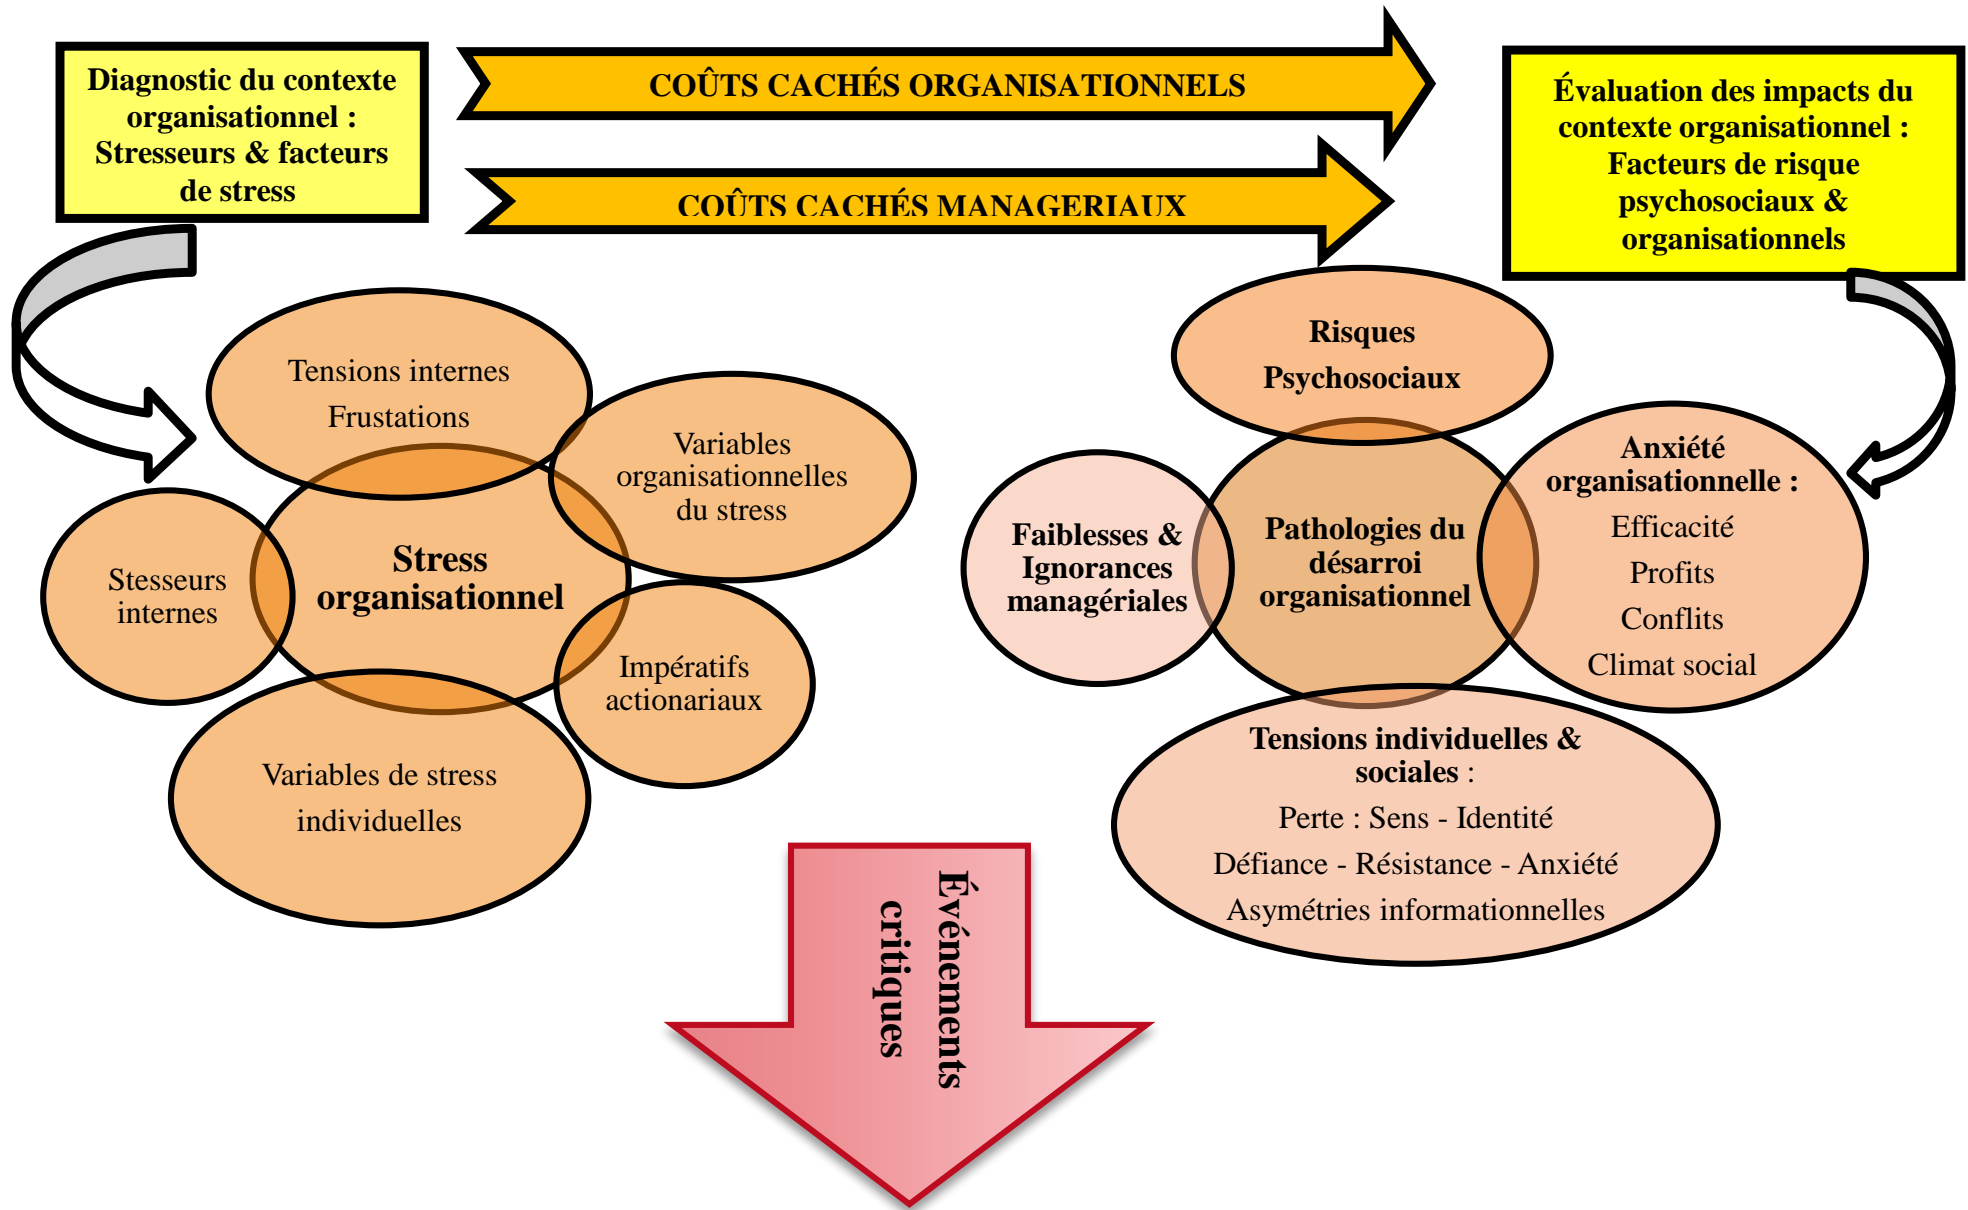 Diagnostic du contexte
organisationnel :
Stresseurs & facteurs
de stress
COÛTS CACHÉS ORGANISATIONNELS
COÛTS CACHÉS MANAGERIAUX
Évaluation des impacts du
contexte organisationnel :
Facteurs de risque
psychosociaux &
organisationnels
Tensions internes
Frustations
Variables
organisationnelles
du stress
Stress
organisationnel
Stesseurs
internes
Impératifs
actionariaux
Variables de stress
individuelles
Risques
Psychosociaux
Faiblesses &
Ignorances
managériales
Pathologies du
désarroi
organisationnel
Anxiété
organisationnelle :
Efficacité
Profits
Conflits
Climat social
Tensions individuelles &
sociales :
Perte : Sens - Identité
Défiance - Résistance - Anxiété
Asymétries informationnelles
Événements
critiques